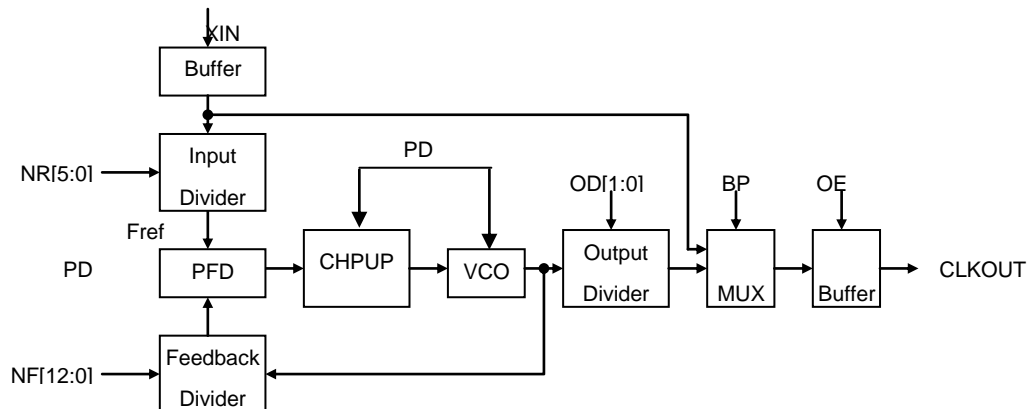 XIN
Buffer
Input
Divider
NR[5:0]
PD
OD[1:0]
BP
OE
Fref
PD
PFD
CHPUP
VCO
Output
Divider
MUX
Buffer
CLKOUT
NF[12:0]
Feedback
Divider